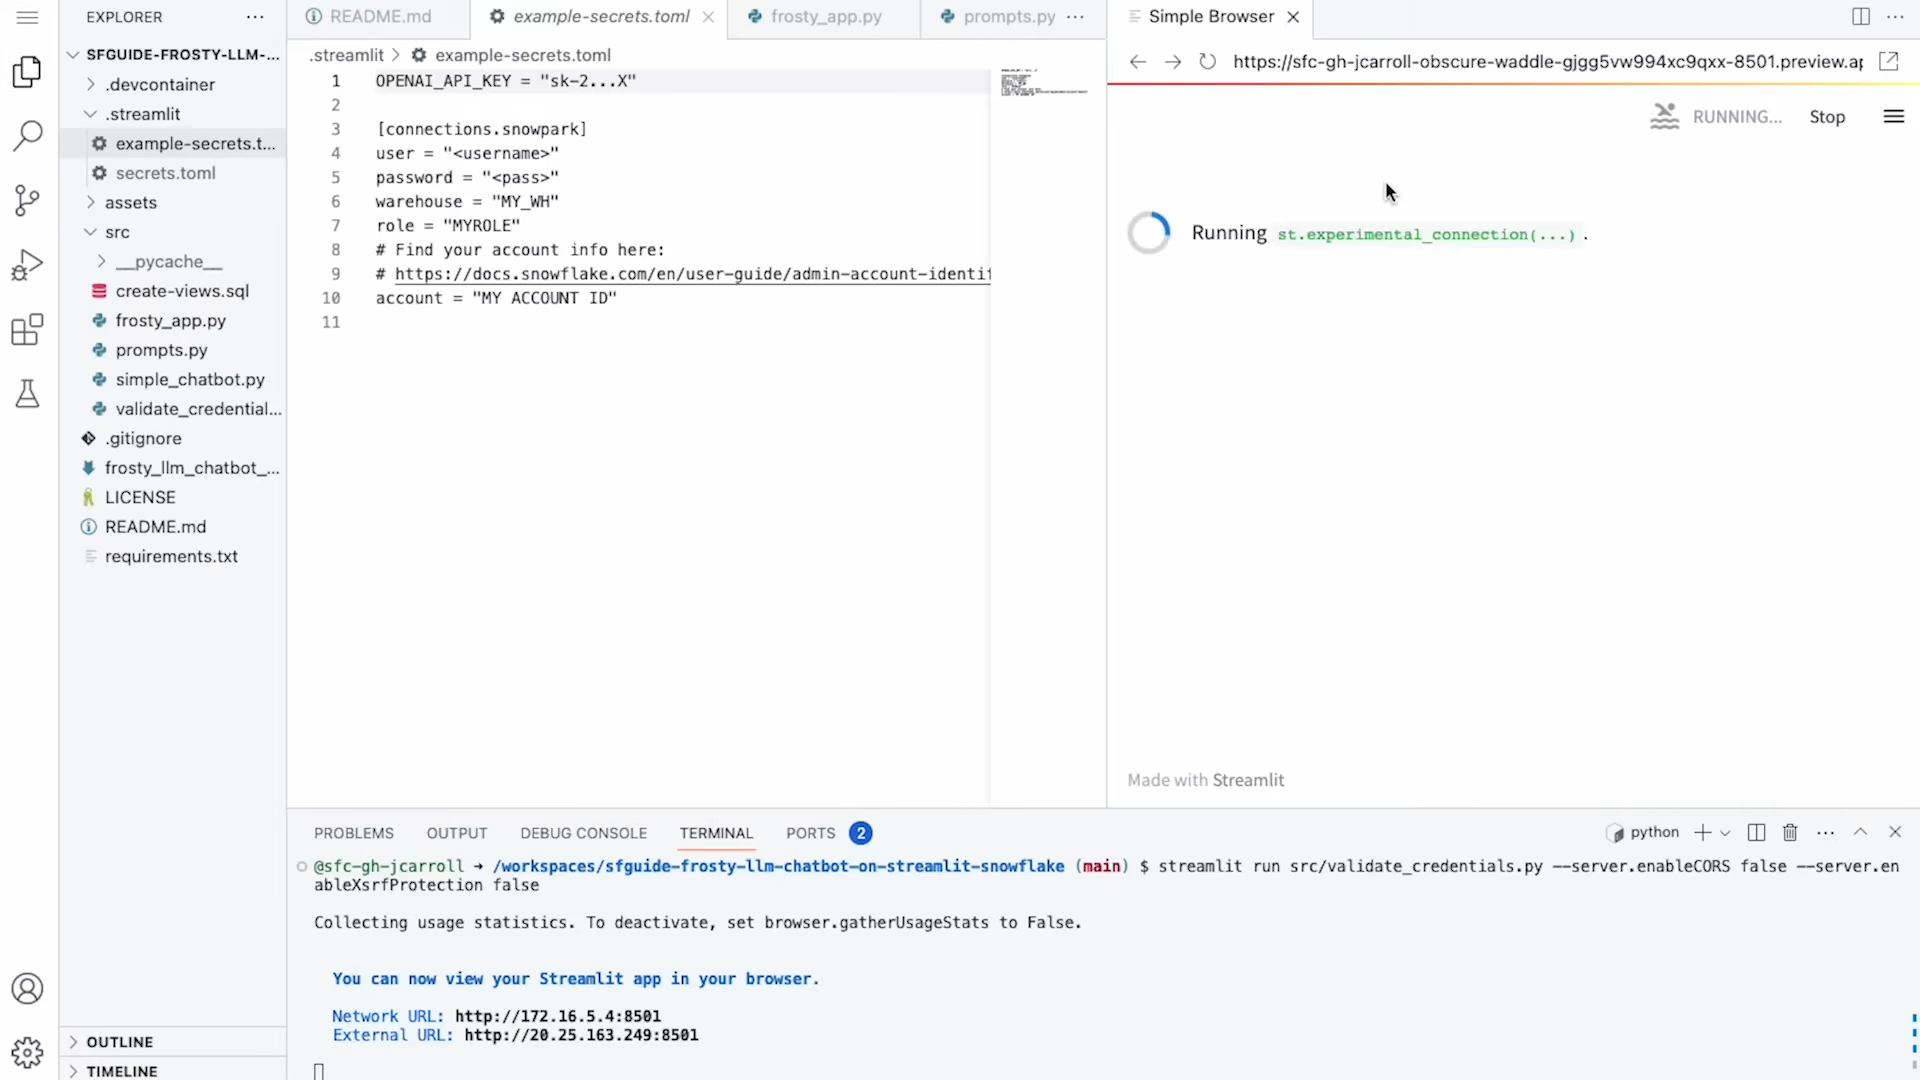 EXPLORER
SFGUIDE-FROSTY-LLM-...
.devcontainer
.streamlit
example-secrets.t...
secrets.toml
assets
src
__pycache__
create-views.sql
frosty_app.py
prompts.py
simple_chatbot.py
validate_credential...
.gitignore
frosty_llm_chatbot_...
LICENSE
README.md
requirements.txt
OUTLINE
TIMELINE
README.md
example-secrets.toml
frosty_app.py
prompts.py
.streamlit > example-secrets.toml
1 OPENAI_API_KEY = "sk-2...X"
2
3 [connections.snowpark]
4 user = "<username>"
5 password = "<pass>"
6 warehouse = "MY_WH"
7 role = "MYROLE"
8 # Find your account info here:
9 # https://docs.snowflake.com/en/user-guide/admin-account-identif
10 account = "MY ACCOUNT ID"
11
Simple Browser
https://sfc-gh-jcarroll-obscure-waddle-gjgg5vw994xc9qxx-8501.preview.ap
RUNNING... Stop
Running st.experimental_connection(...) .
Made with Streamlit
PROBLEMS OUTPUT DEBUG CONSOLE TERMINAL PORTS 2
python
@sfc-gh-jcarroll → /workspaces/sfguide-frosty-llm-chatbot-on-streamlit-snowflake (main) $ streamlit run src/validate_credentials.py --server.enableCORS false --server.en
ableXsrfProtection false
Collecting usage statistics. To deactivate, set browser.gatherUsageStats to False.
You can now view your Streamlit app in your browser.
Network URL: http://172.16.5.4:8501
External URL: http://20.25.163.249:8501